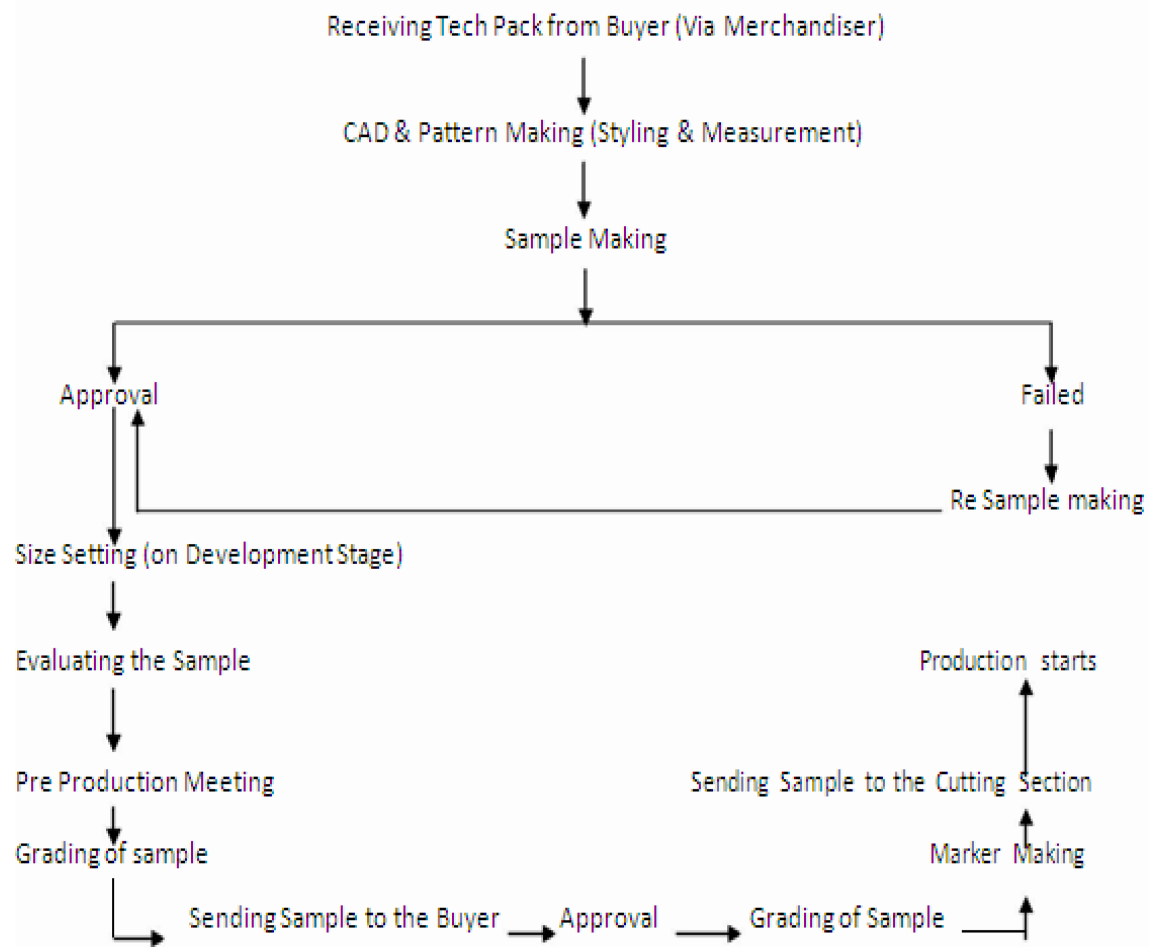 Receiving Tech Pack from Buyer (Via Merchandiser)
CAD & Pattern Making (Styling & Measurement)
Sample Making
Approval
Failed
Re Sample making
Size Setting (on Development Stage)
Evaluating the Sample
Production starts
Pre Production Meeting
Sending Sample to the Cutting Section
Grading of sample
Marker Making
Sending Sample to the Buyer
Approval
Grading of Sample